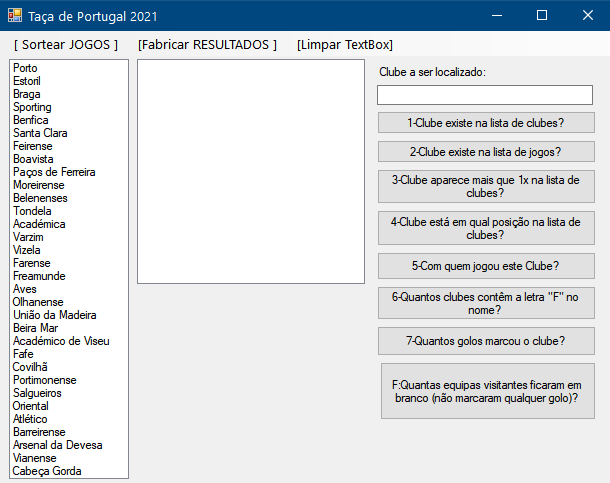 Taça de Portugal 2021
[ Sortear JOGOS ] [Fabricar RESULTADOS ] [Limpar TextBox]
Porto
Estoril
Braga
Sporting
Benfica
Santa Clara
Feirense
Boavista
Paços de Ferreira
Moreirense
Belenenses
Tondela
Académica
Varzim
Vizela
Farense
Freamunde
Aves
Olhanense
União da Madeira
Beira Mar
Académico de Viseu
Fafe
Covilhã
Portimonense
Salgueiros
Oriental
Atlético
Barreirense
Arsenal da Devesa
Vianense
Cabeça Gorda
Clube a ser localizado:
1-Clube existe na lista de clubes?
2-Clube existe na lista de jogos?
3-Clube aparece mais que 1x na lista de
clubes?
4-Clube está em qual posição na lista de
clubes?
5-Com quem jogou este Clube?
6-Quantos clubes contêm a letra "F" no
nome?
7-Quantos golos marcou o clube?
F:Quantas equipas visitantes ficaram em
branco (não marcaram qualquer golo)?